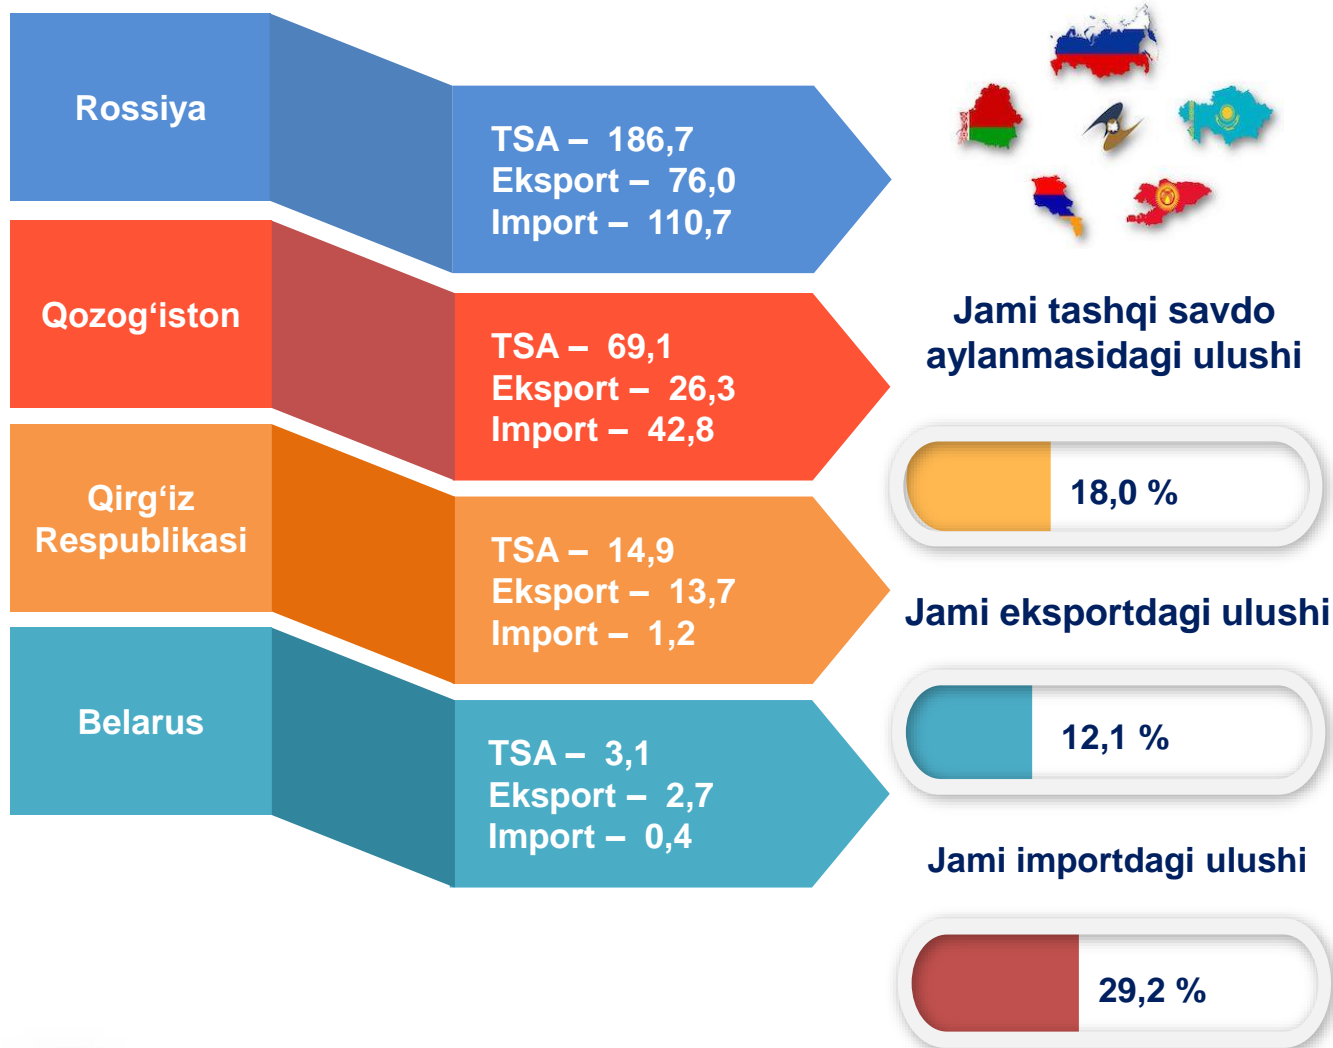 Rossiya
TSA – 186,7
Eksport – 76,0
Import – 110,7
Qozog‘iston
TSA – 69,1
Eksport – 26,3
Import – 42,8
Qirg‘iz
Respublikasi
TSA – 14,9
Eksport – 13,7
Import – 1,2
Belarus
TSA – 3,1
Eksport – 2,7
Import – 0,4
Jami tashqi savdo
aylanmasidagi ulushi
18,0 %
Jami eksportdagi ulushi
12,1 %
Jami importdagi ulushi
29,2 %